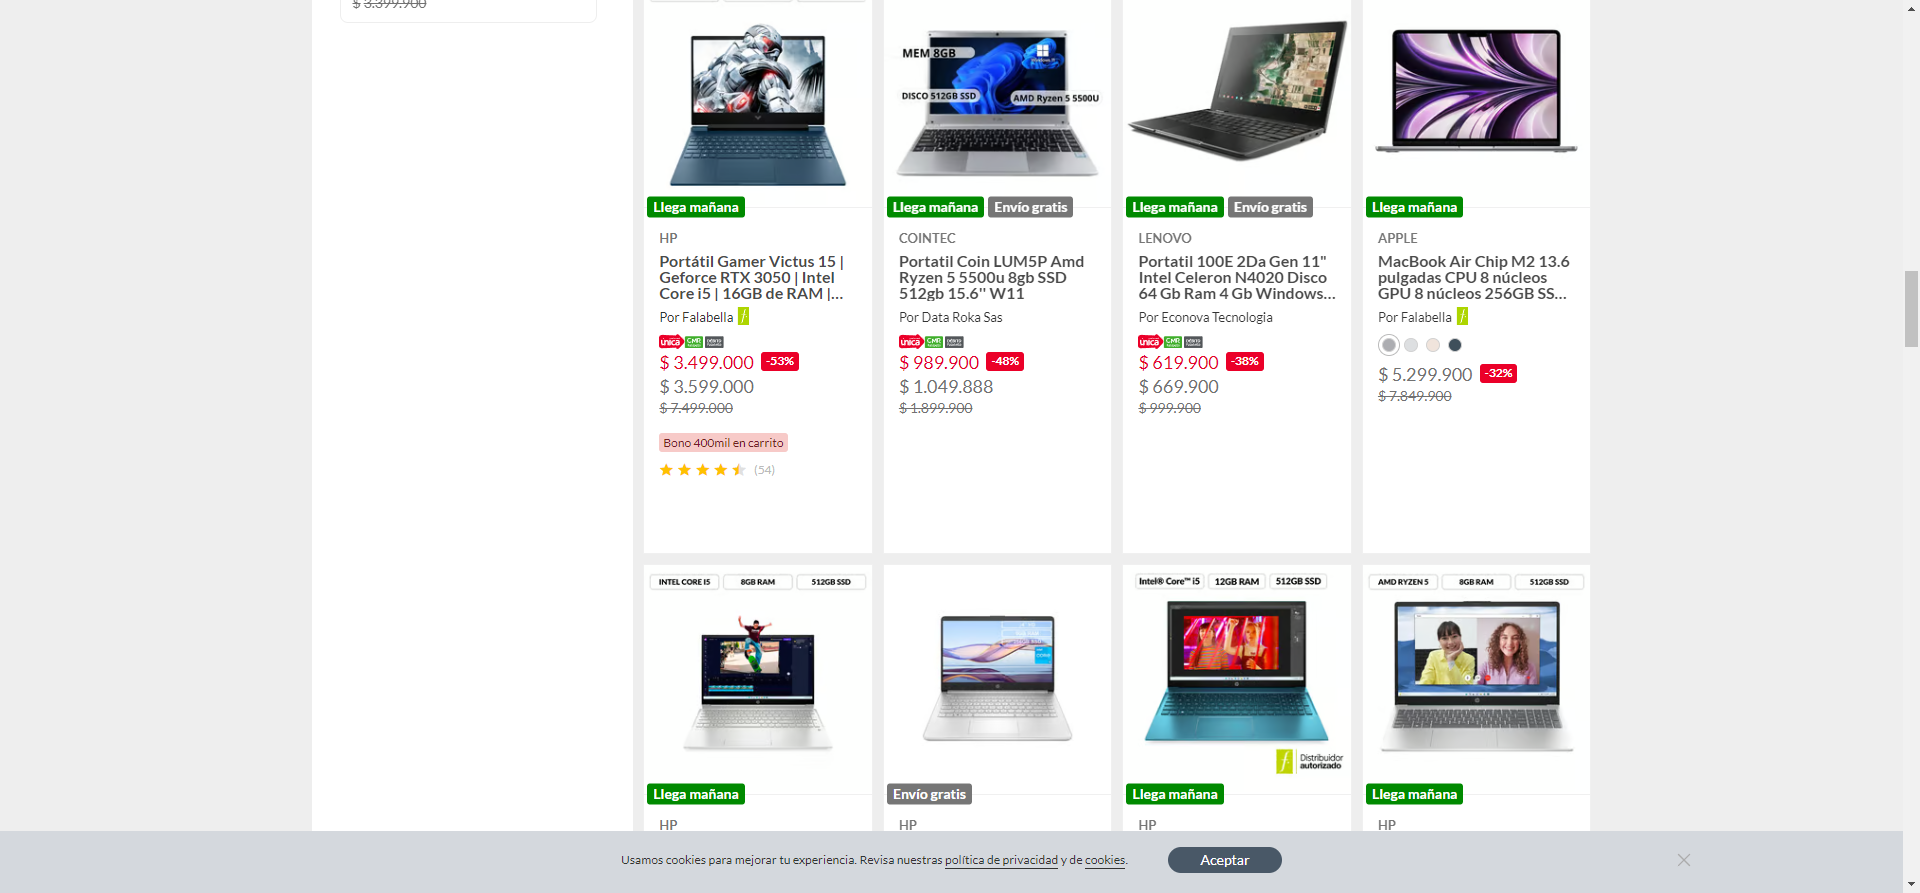 $ 3.399.900
MEM 8GB
DISCO 512GB SSD
AMD Ryzen 5 5500U
Llega mañana
HP
Portátil Gamer Victus 15 |
Geforce RTX 3050 | Intel
Core i5 | 16GB de RAM |...
Por Falabella
única CMR
$ 3.499.000 -53%
$ 3.599.000
$ 7.499.000
Bono 400mil en carrito
(54)
Llega mañana Envío gratis
COINTEC
Portatil Coin LUM5P Amd
Ryzen 5 5500u 8gb SSD
512gb 15.6" W11
Por Data Roka Sas
única CMR
$ 989.900 -48%
$ 1.049.888
$ 1.899.900
Llega mañana Envío gratis
LENOVO
Portatil 100E 2Da Gen 11"
Intel Celeron N4020 Disco
64 Gb Ram 4 Gb Windows...
Por Econova Tecnologia
única CMR
$ 619.900 -38%
$ 669.900
$ 999.900
Llega mañana
APPLE
MacBook Air Chip M2 13.6
pulgadas CPU 8 núcleos
GPU 8 núcleos 256GB SS...
Por Falabella
$ 5.299.900 -32%
$ 7.849.900
INTEL CORE I5 8GB RAM 512GB SSD
Llega mañana
HP
Envío gratis
HP
Intel® Core™ i5 12GB RAM 512GB SSD
Distribuidor
autorizado
Llega mañana
HP
AMD RYZEN 5 8GB RAM 512GB SSD
Llega mañana
HP
Usamos cookies para mejorar tu experiencia. Revisa nuestras política de privacidad y de cookies.
Aceptar